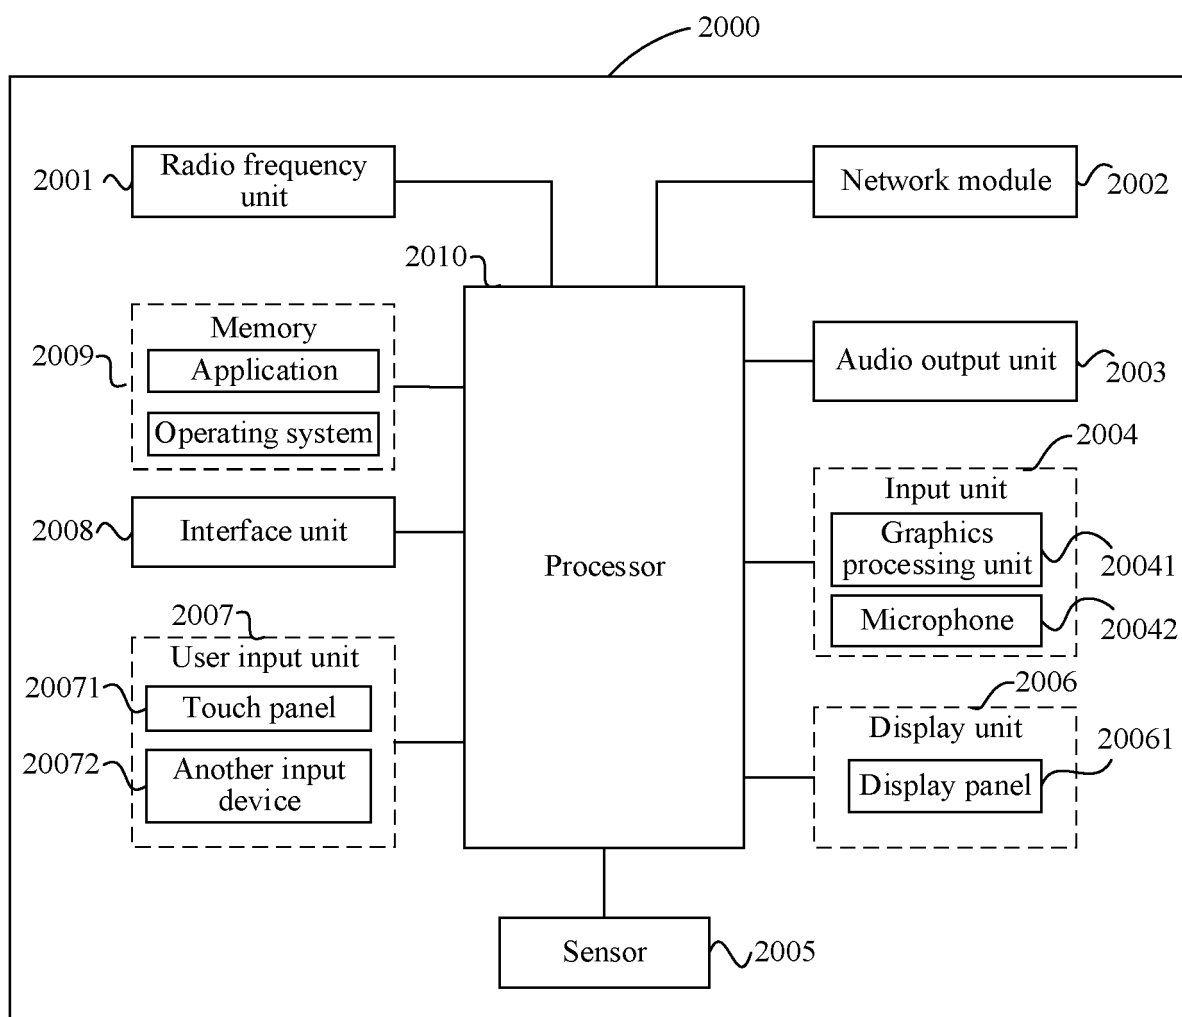 2000
2001
Radio frequency
unit
Network module
2002
2010
2009
Memory
Application
Operating system
Audio output unit
2003
2004
Input unit
Graphics
processing unit
20041
Microphone
20042
2008
Interface unit
Processor
2007
User input unit
20071
Touch panel
20072
Another input
device
2006
Display unit
20061
Display panel
Sensor
2005